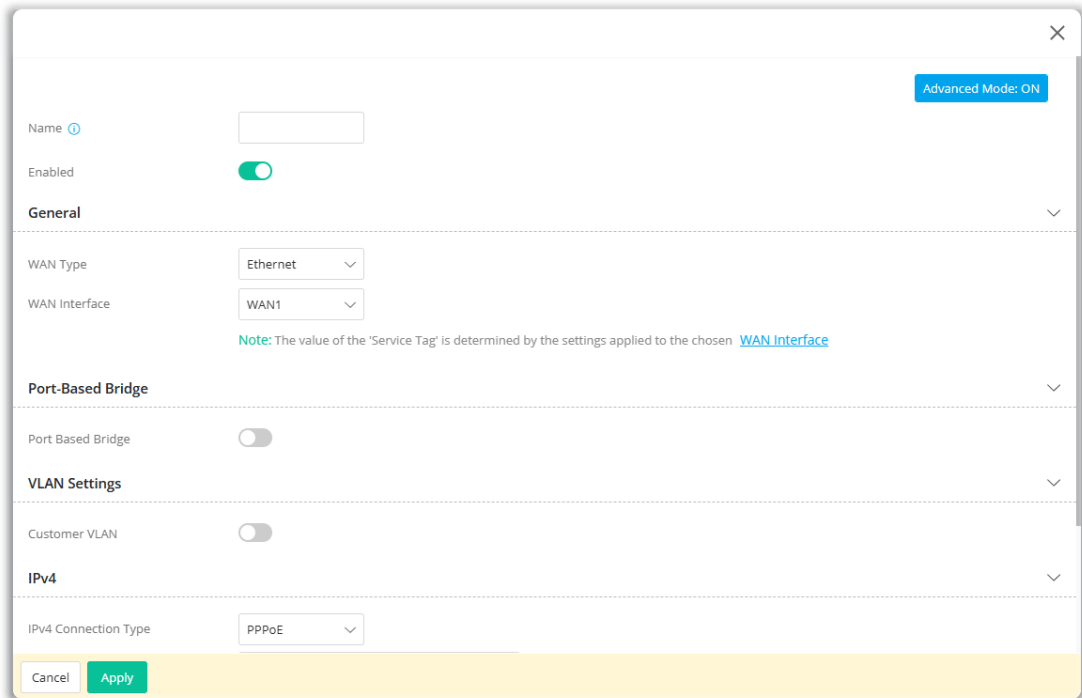 Advanced Mode: ON
Name
Enabled
General
WAN Type Ethernet
WAN Interface WAN1
Note: The value of the 'Service Tag' is determined by the settings applied to the chosen WAN Interface
Port-Based Bridge
Port Based Bridge
VLAN Settings
Customer VLAN
IPv4
IPv4 Connection Type PPPoE
Cancel Apply